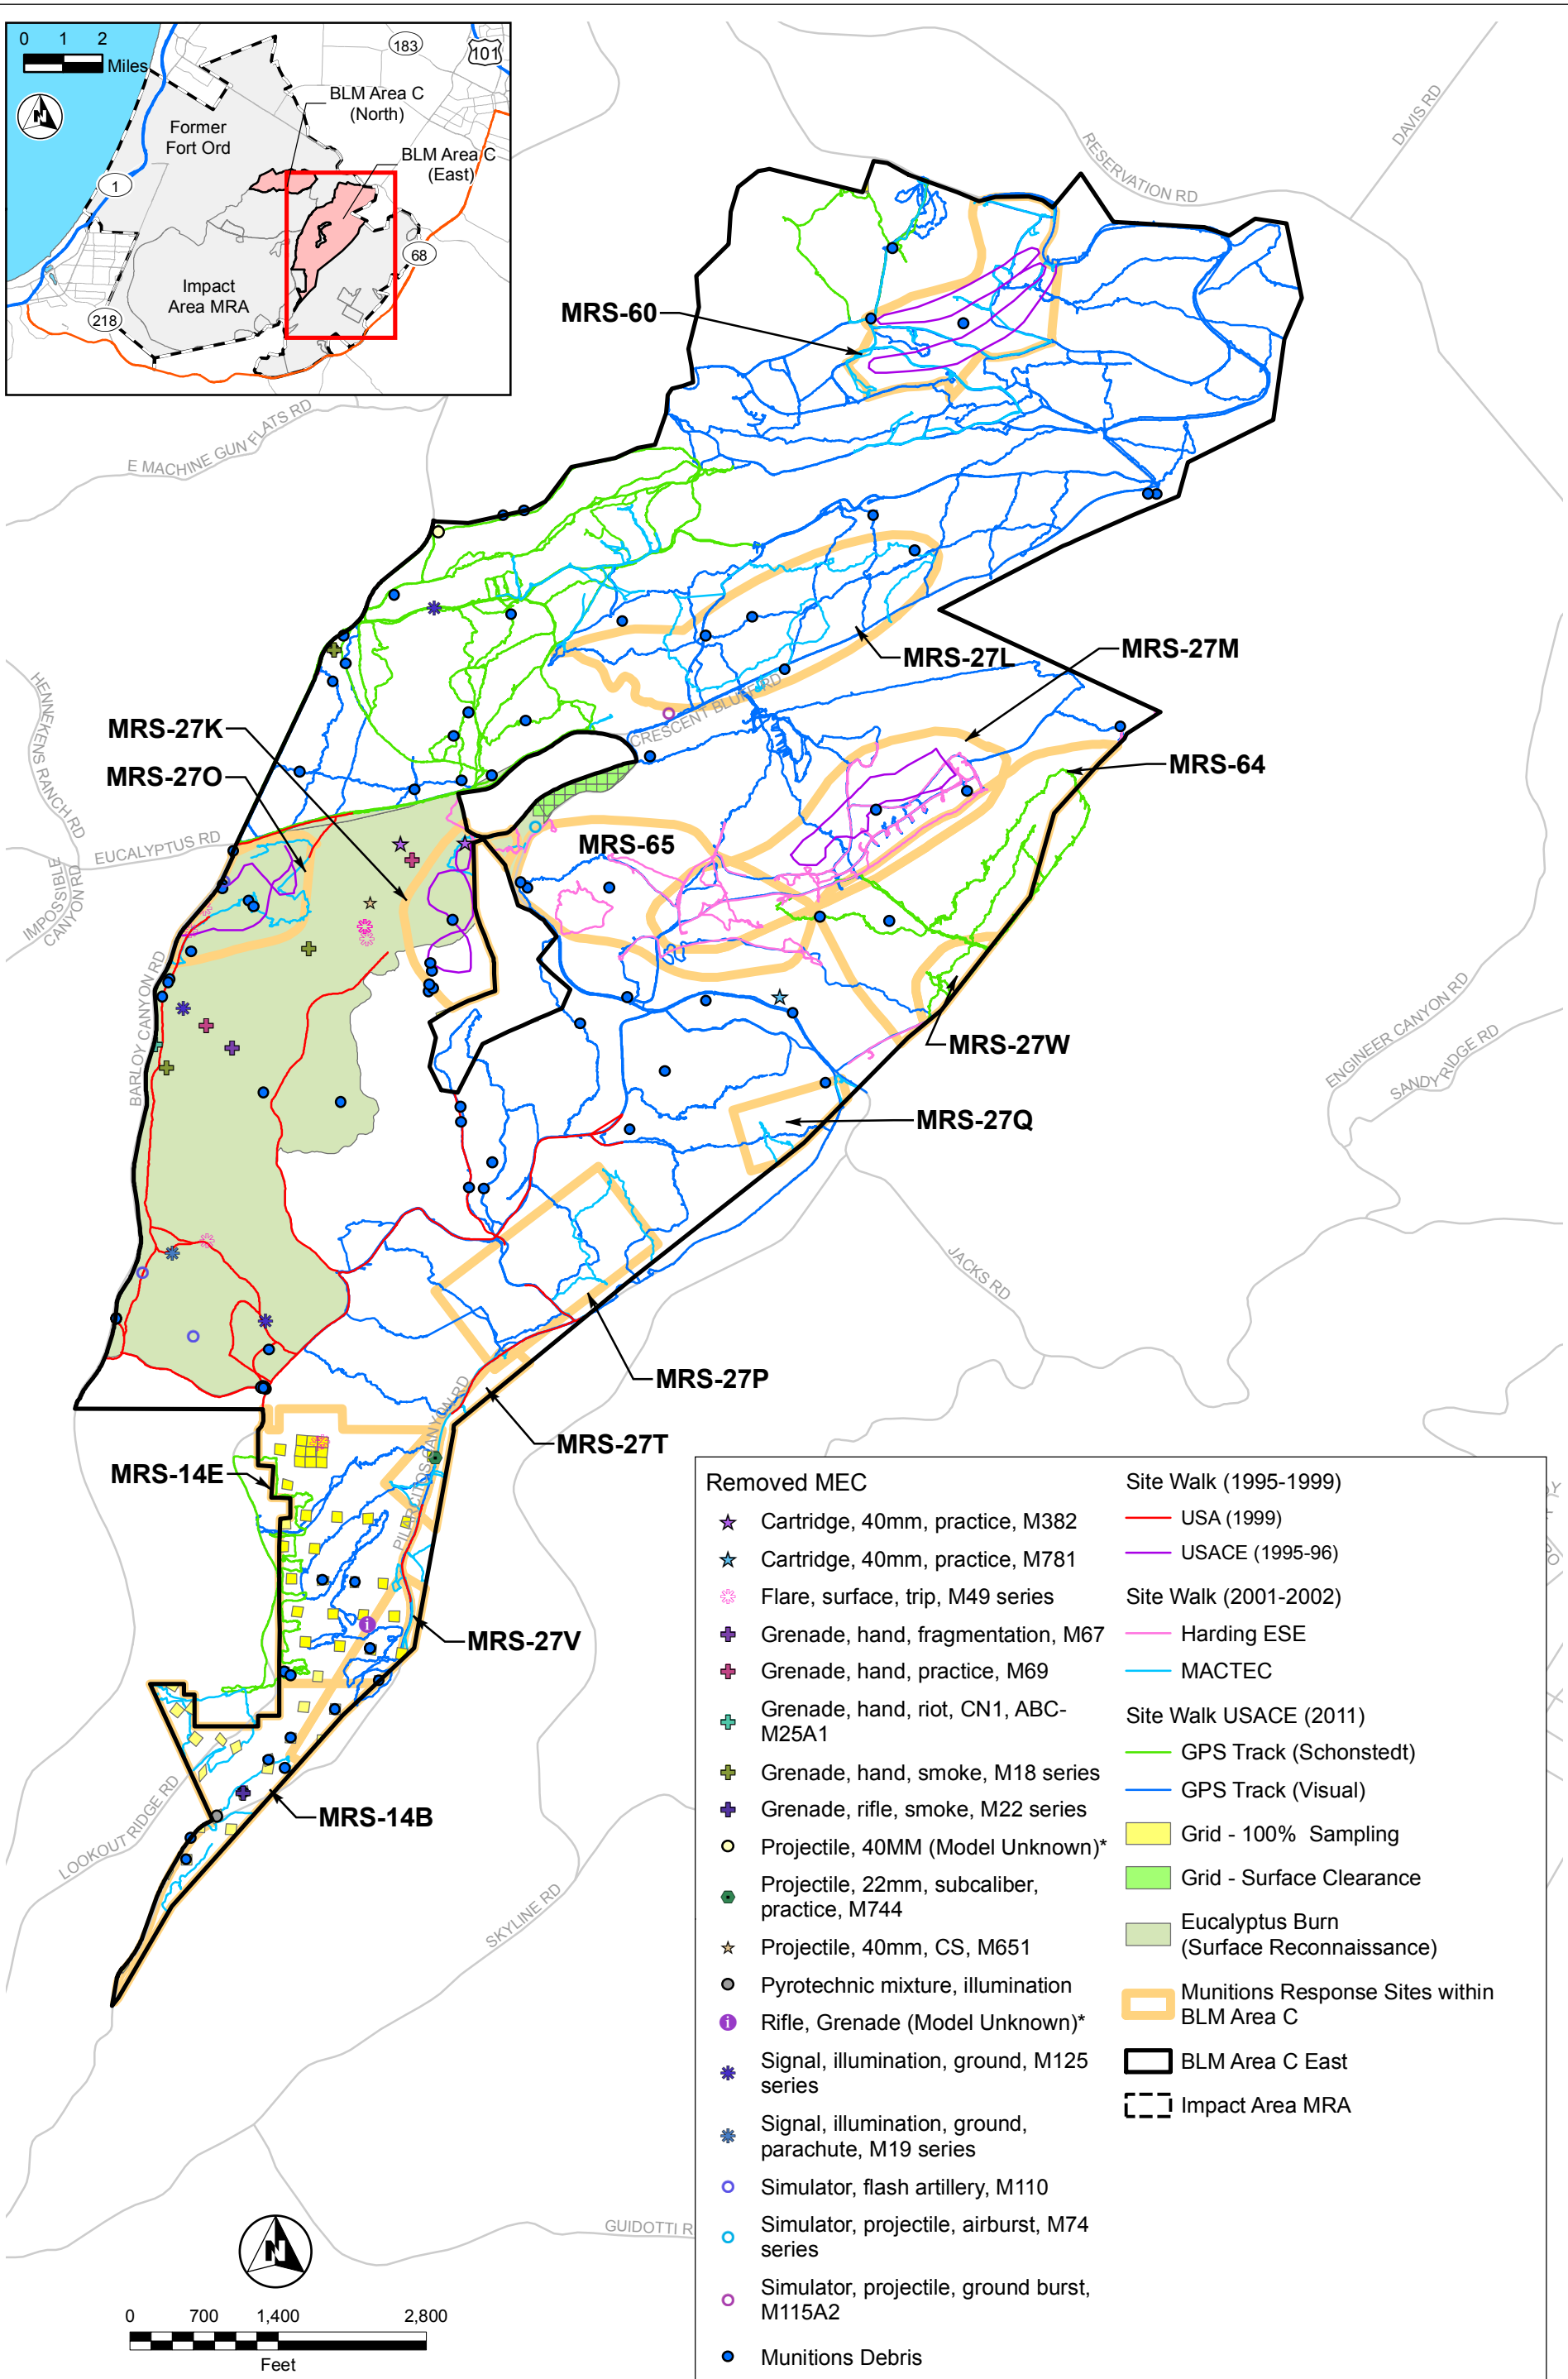 0 1 2
Miles
N
183
101
BLM Area C
(North)
Former
Fort Ord
BLM Area C
(East)
1
68
Impact
Area MRA
218
DAVIS RD
RESERVATION RD
MRS-60
E MACHINE GUN FLATS RD
MRS-27L
MRS-27M
CRESCENT BLUFF RD
HENNEKENS RANCH RD
MRS-27K
MRS-27O
MRS-64
MRS-65
EUCALYPTUS RD
IMPOSSIBLE
CANYON RD
BARLOY CANYON RD
MRS-27W
ENGINEER CANYON RD
SANDY RIDGE RD
MRS-27Q
JACKS RD
MRS-27P
PILARCITOS CANYON RD
MRS-27T
MRS-14E
MRS-27V
MRS-14B
LOOKOUT RIDGE RD
SKYLINE RD
GUIDOTTI R
N
0 700 1,400 2,800
Feet
Removed MEC
Cartridge, 40mm, practice, M382
Cartridge, 40mm, practice, M781
Flare, surface, trip, M49 series
Grenade, hand, fragmentation, M67
Grenade, hand, practice, M69
Grenade, hand, riot, CN1, ABC-
M25A1
Grenade, hand, smoke, M18 series
Grenade, rifle, smoke, M22 series
Projectile, 40MM (Model Unknown)*
Projectile, 22mm, subcaliber,
practice, M744
Projectile, 40mm, CS, M651
Pyrotechnic mixture, illumination
Rifle, Grenade (Model Unknown)*
Signal, illumination, ground, M125
series
Signal, illumination, ground,
parachute, M19 series
Simulator, flash artillery, M110
Simulator, projectile, airburst, M74
series
Simulator, projectile, ground burst,
M115A2
Munitions Debris
Site Walk (1995-1999)
USA (1999)
USACE (1995-96)
Site Walk (2001-2002)
Harding ESE
MACTEC
Site Walk USACE (2011)
GPS Track (Schonstedt)
GPS Track (Visual)
Grid - 100% Sampling
Grid - Surface Clearance
Eucalyptus Burn
(Surface Reconnaissance)
Munitions Response Sites within
BLM Area C
BLM Area C East
Impact Area MRA